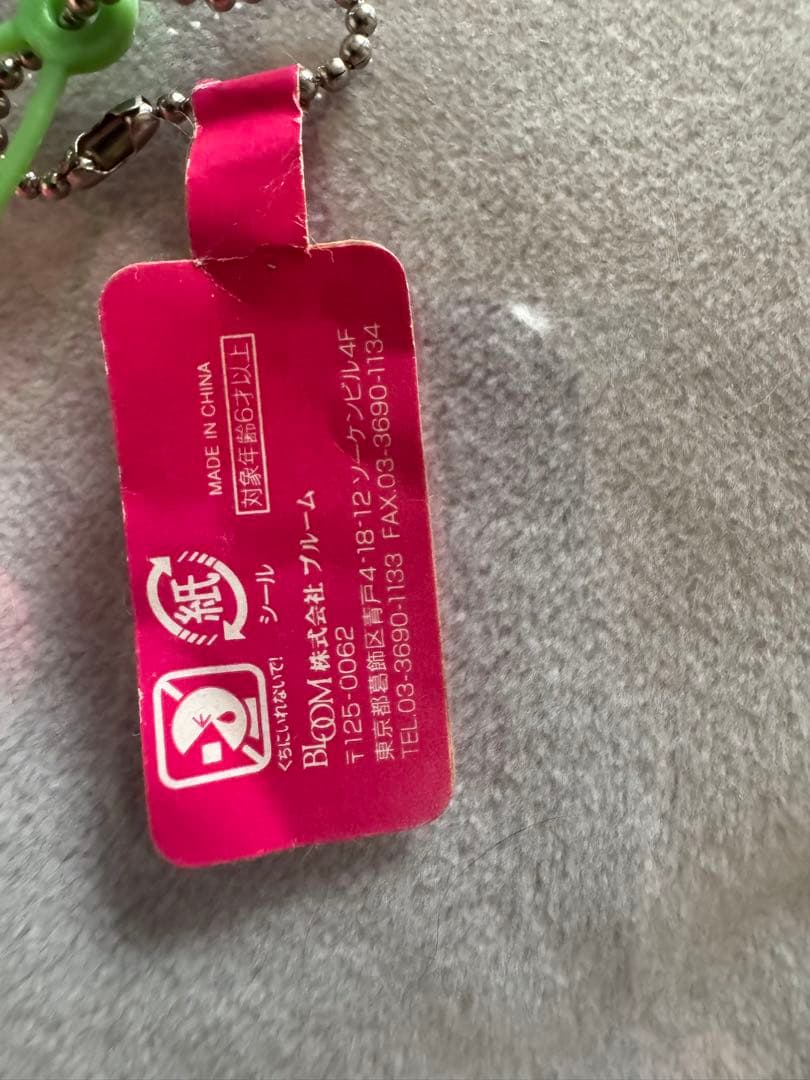 MADE IN CHINA
対象年齢6才以上
紙
シール
くちにいれないで!
BLOOM 株式会社 ブルーム
〒125-0062
東京都葛飾区青戸4-18-12 ソーケンビル4F
TEL.03-3690-1133 FAX.03-3690-1134